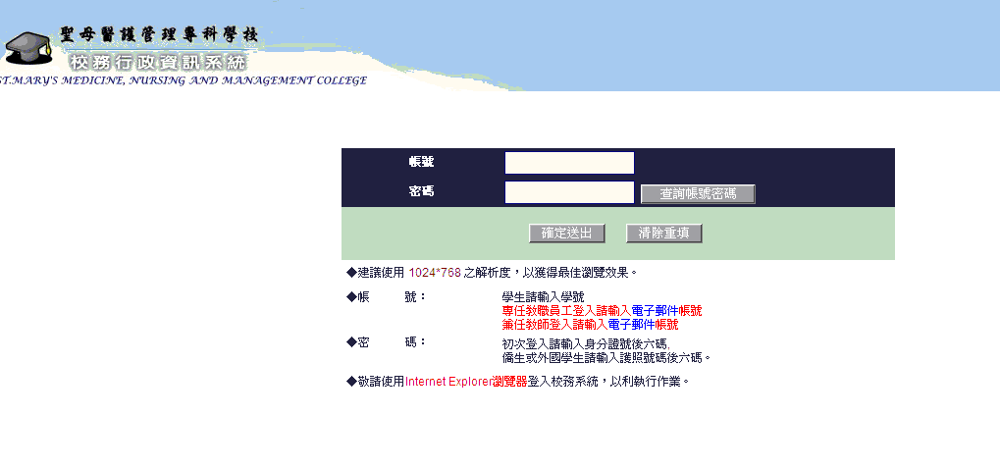 聖母醫護管理專科學校
校務行政資訊系統
ST.MARY'S MEDICINE, NURSING AND MANAGEMENT COLLEGE
帳號
密碼 查詢帳號密碼
確定送出 清除重填
◆建議使用 1024*768 之解析度，以獲得最佳瀏覽效果。
◆帳 號： 學生請輸入學號
專任教職員工登入請輸入電子郵件帳號
兼任教師登入請輸入電子郵件帳號
◆密 碼： 初次登入請輸入身分證號後六碼,
僑生或外國學生請輸入護照號碼後六碼。
◆敬請使用Internet Explorer瀏覽器登入校務系統，以利執行作業。